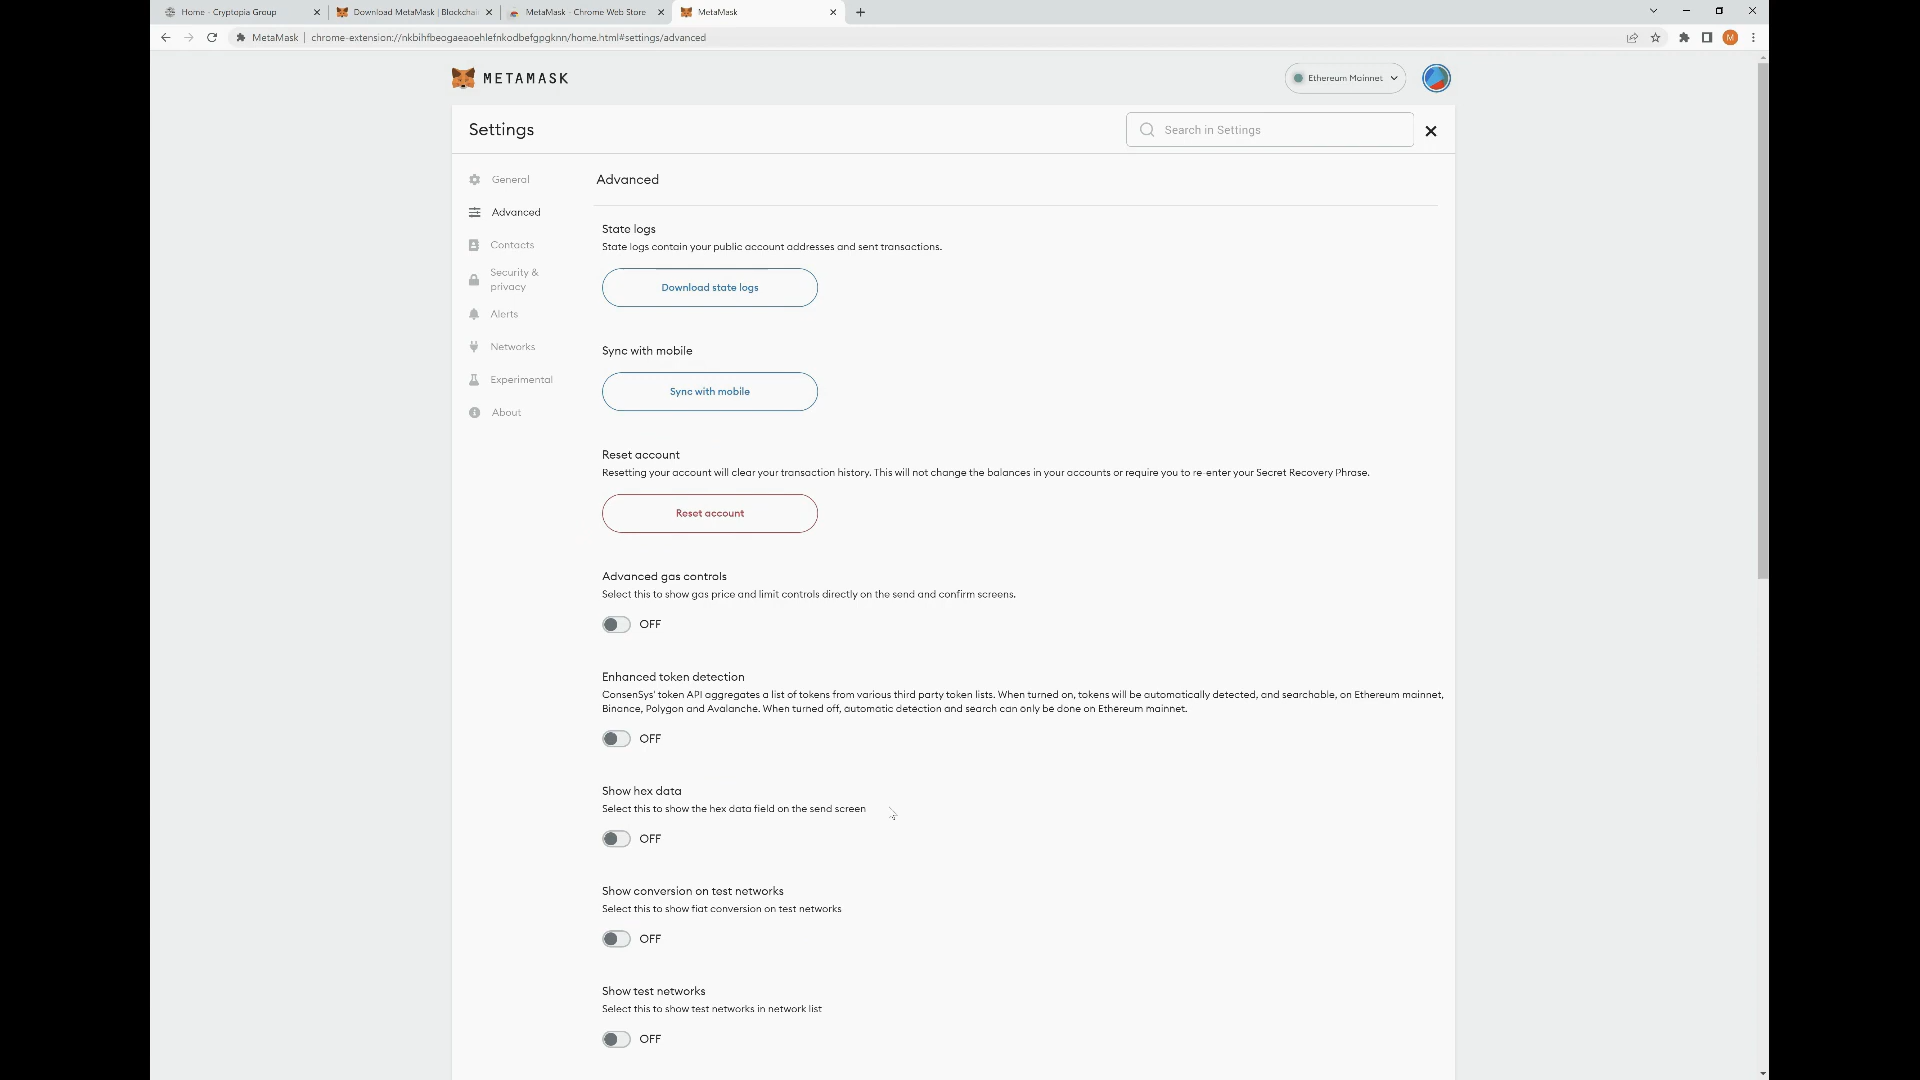 Home - Cryptopia Group
Download MetaMask | Blockchain
MetaMask - Chrome Web Store
MetaMask
MetaMask
chrome-extension://nkbihfbeogaeaoehlefnkodbefgpgknn/home.html#settings/advanced
M
METAMASK
Ethereum Mainnet
Settings
Search in Settings
General
Advanced
Contacts
Security &
privacy
Alerts
Networks
Experimental
About
Advanced
State logs
State logs contain your public account addresses and sent transactions.
Download state logs
Sync with mobile
Sync with mobile
Reset account
Resetting your account will clear your transaction history. This will not change the balances in your accounts or require you to re-enter your Secret Recovery Phrase.
Reset account
Advanced gas controls
Select this to show gas price and limit controls directly on the send and confirm screens.
OFF
Enhanced token detection
ConsenSys' token API aggregates a list of tokens from various third party token lists. When turned on, tokens will be automatically detected, and searchable, on Ethereum mainnet,
Binance, Polygon and Avalanche. When turned off, automatic detection and search can only be done on Ethereum mainnet.
OFF
Show hex data
Select this to show the hex data field on the send screen
OFF
Show conversion on test networks
Select this to show fiat conversion on test networks
OFF
Show test networks
Select this to show test networks in network list
OFF